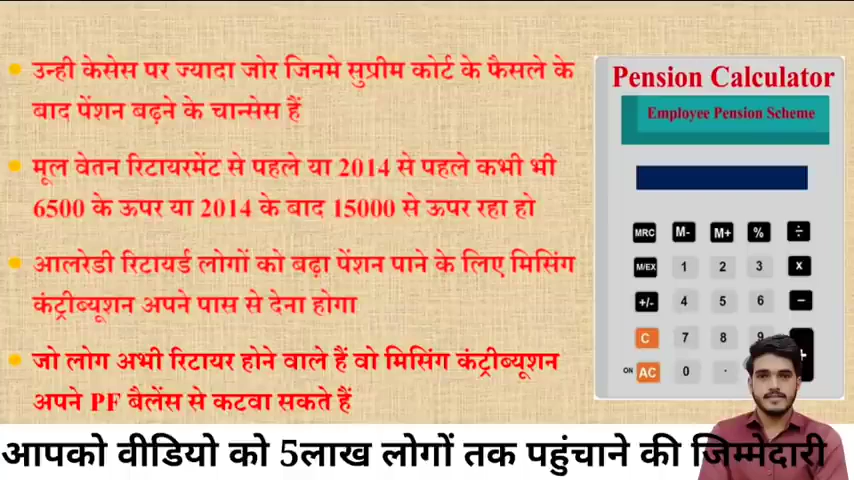 उन्ही केसेस पर ज्यादा जोर जिनमे सुप्रीम कोर्ट के फैसले के
बाद पेंशन बढ़ने के चान्सेस हैं
मूल वेतन रिटायरमेंट से पहले या 2014 से पहले कभी भी
6500 के ऊपर या 2014 के बाद 15000 से ऊपर रहा हो
आलरेडी रिटायर्ड लोगों को बढ़ा पेंशन पाने के लिए मिसिंग
कंट्रीब्यूशन अपने पास से देना होगा
जो लोग अभी रिटायर होने वाले हैं वो मिसिंग कंट्रीब्यूशन
अपने PF बैलेंस से कटवा सकते हैं
Pension Calculator
Employee Pension Scheme
MRC M- M+ % ÷
M/EX 1 2 3 x
+/- 4 5 6 −
C 7 8 9
ON AC 0 · +
आपको वीडियो को 5लाख लोगों तक पहुंचाने की जिम्मेदारी